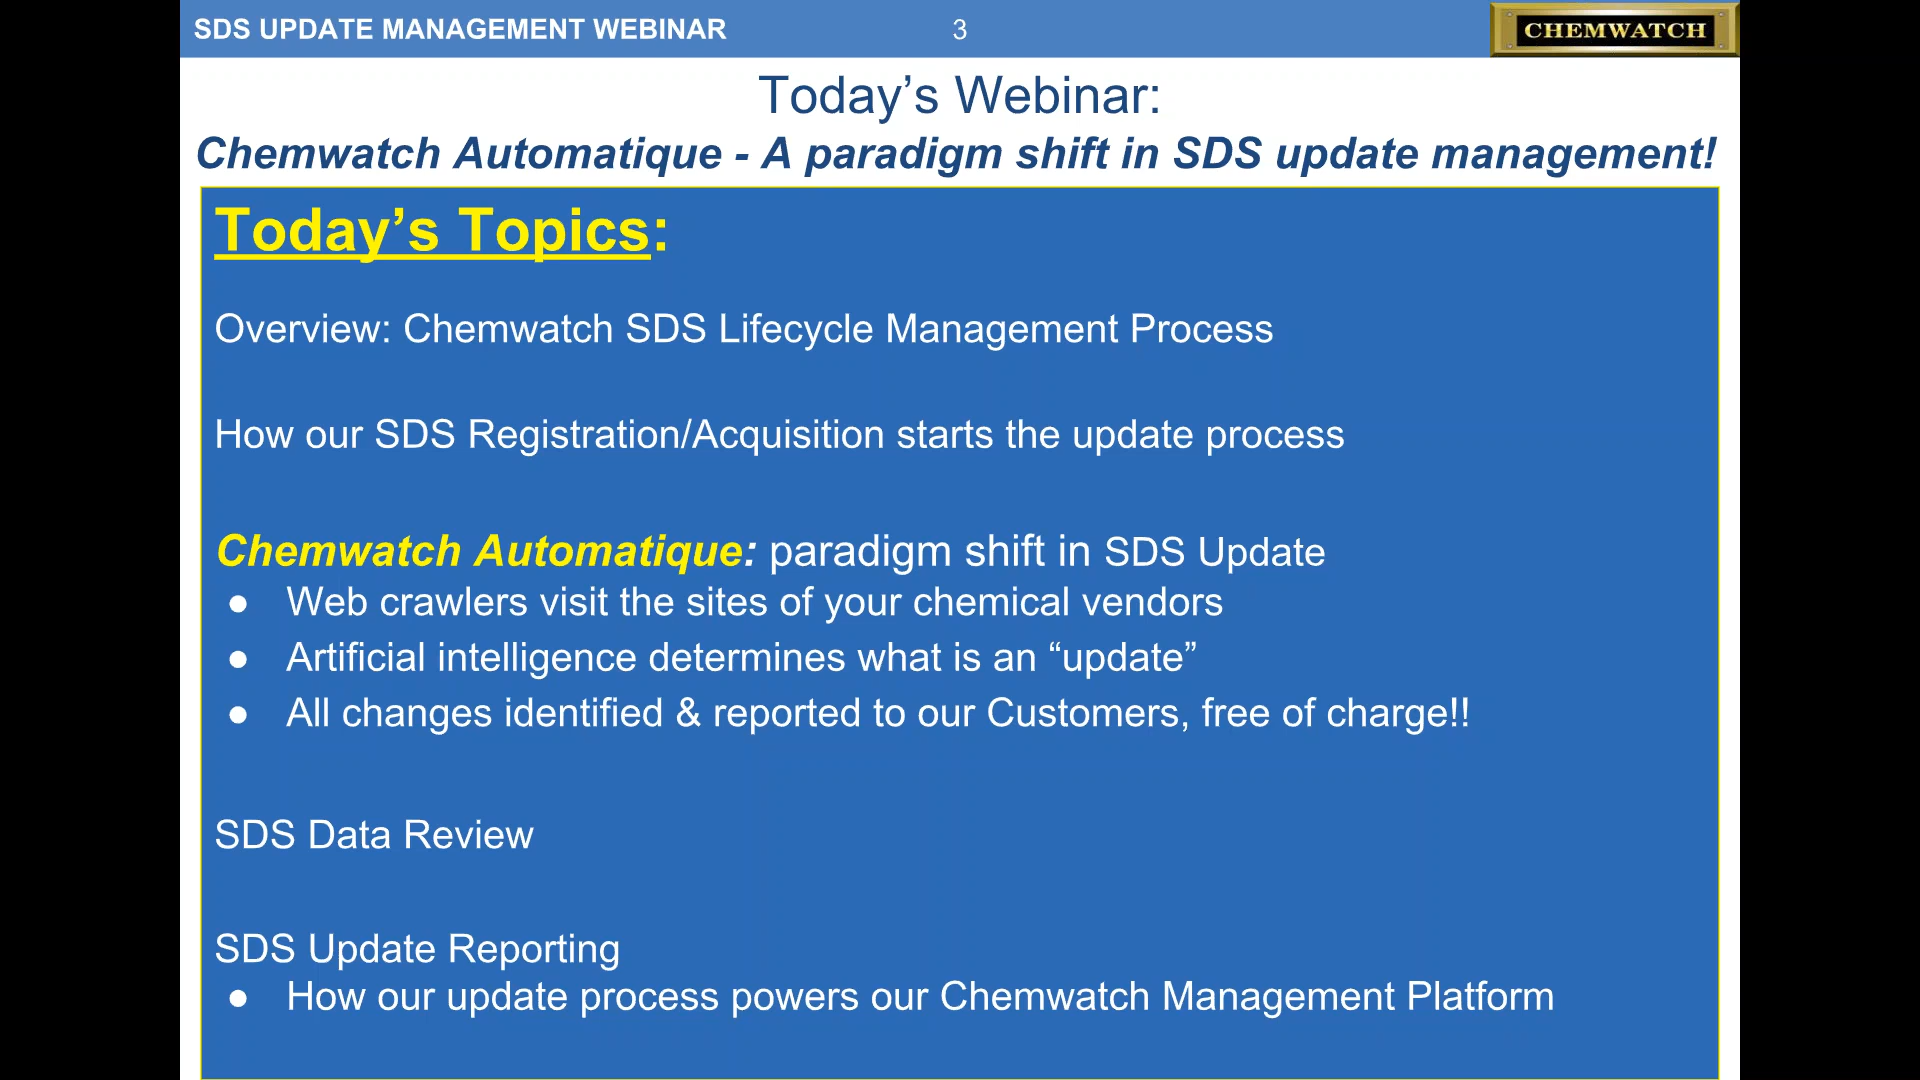 SDS UPDATE MANAGEMENT WEBINAR
3
CHEMWATCH
Today’s Webinar:
Chemwatch Automatique - A paradigm shift in SDS update management!
Today’s Topics:
Overview: Chemwatch SDS Lifecycle Management Process
How our SDS Registration/Acquisition starts the update process
Chemwatch Automatique: paradigm shift in SDS Update
● Web crawlers visit the sites of your chemical vendors
● Artificial intelligence determines what is an “update”
● All changes identified & reported to our Customers, free of charge!!
SDS Data Review
SDS Update Reporting
● How our update process powers our Chemwatch Management Platform